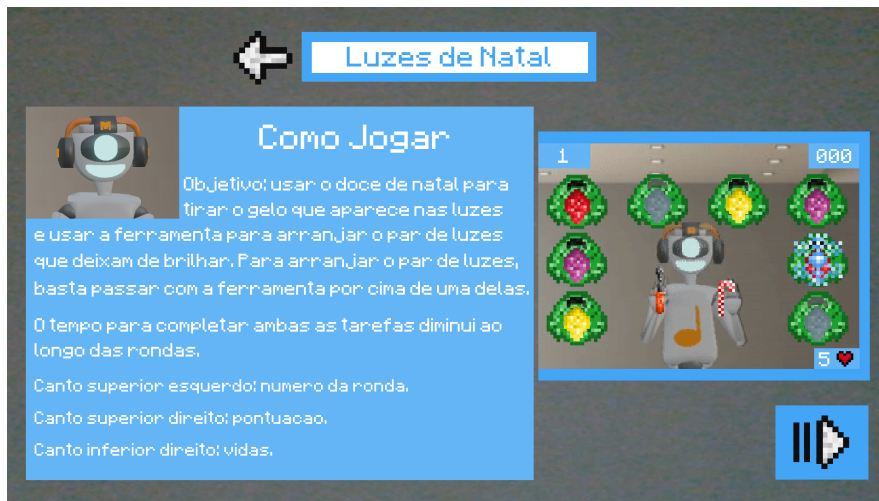 Luzes de Natal
Como Jogar
Objetivo: usar o doce de natal para
tirar o gelo que aparece nas luzes
e usar a ferramenta para arranjar o par de luzes
que deixam de brilhar. Para arranjar o par de luzes,
basta passar com a ferramenta por cima de uma delas.
O tempo para completar ambas as tarefas diminui ao
longo das rondas.
Canto superior esquerdo: numero da ronda.
Canto superior direito: pontuacao.
Canto inferior direito: vidas.
1
000
5
M